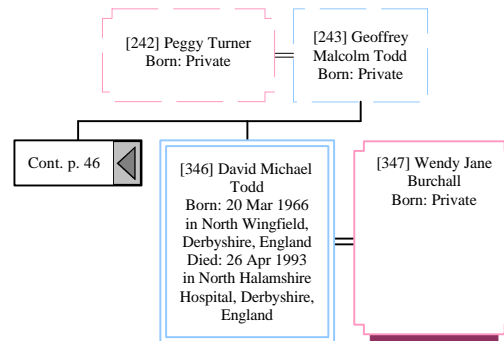 [242] Peggy Turner
Born: Private
[243] Geoffrey
Malcolm Todd
Born: Private
Cont. p. 46
[346] David Michael
Todd
Born: 20 Mar 1966
in North Wingfield,
Derbyshire, England
Died: 26 Apr 1993
in North Halamshire
Hospital, Derbyshire,
England
[347] Wendy Jane
Burchall
Born: Private